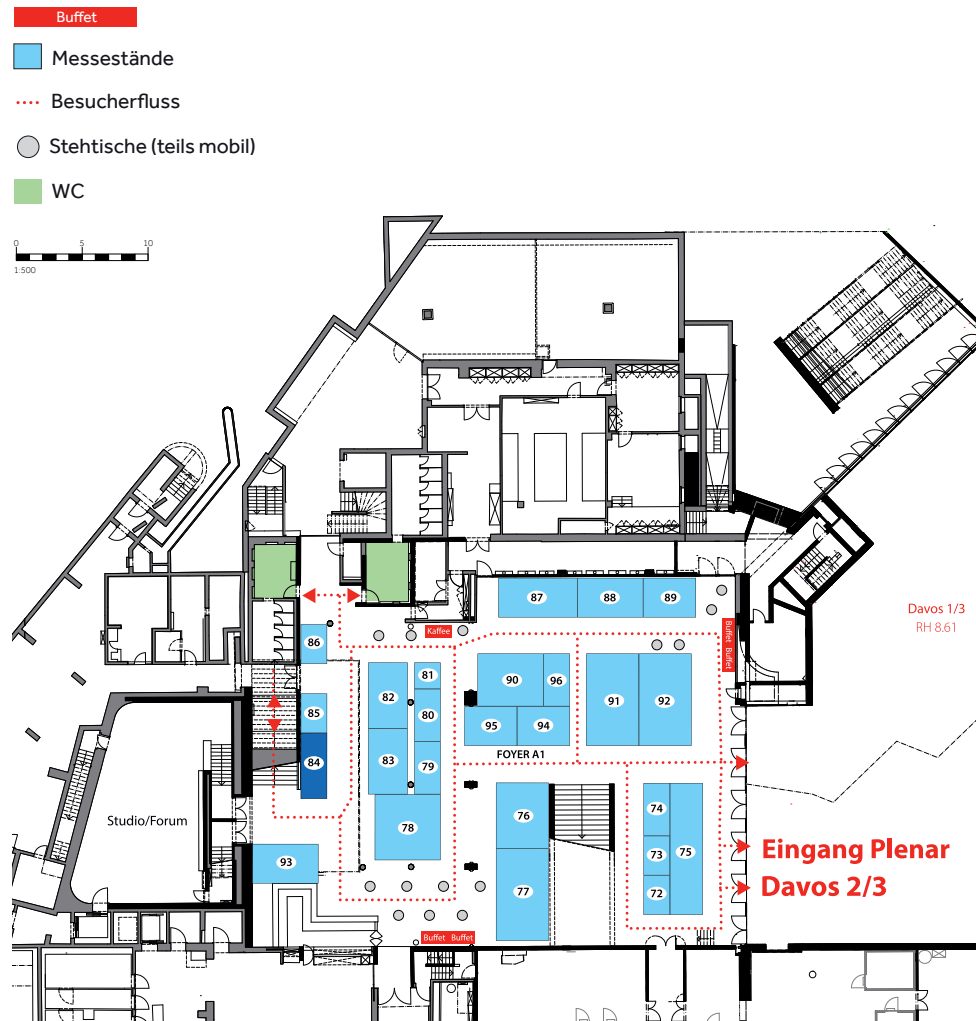 Buffet
Messestände
Besucherfluss
Stehtische (teils mobil)
WC
0 5 10
1:500
87
88
89
Davos 1/3
RH 8.61
Kaffee
Buffet Buffet
86
81
82
90
96
91
92
85
80
95
94
FOYER A1
84
83
79
74
76
75
78
Studio/Forum
73
Eingang Plenar
Davos 2/3
93
77
72
Buffet Buffet